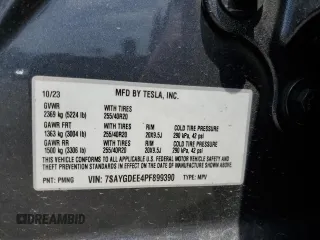 10/23 MFD BY TESLA, INC.
GVWR WITH TIRES
2369 kg (5224 lb) 255/40R20
GAWR FRT WITH TIRES RIM COLD TIRE PRESSURE
1363 kg (3004 lb) 255/40R20 20X9.5J 290 kPa, 42 psi
GAWR RR WITH TIRES RIM COLD TIRE PRESSURE
1500 kg (3306 lb) 255/40R20 20X9.5J 290 kPa, 42 psi
THIS VEHICLE CONFORMS TO ALL APPLICABLE FEDERAL MOTOR VEHICLE
SAFETY AND THEFT PREVENTION STANDARDS IN EFFECT ON THE DATE OF
MANUFACTURE SHOWN ABOVE.
PNT: PMNG VIN: 7SAYGDEE4PF899390 TYPE: MPV
DREAMBID